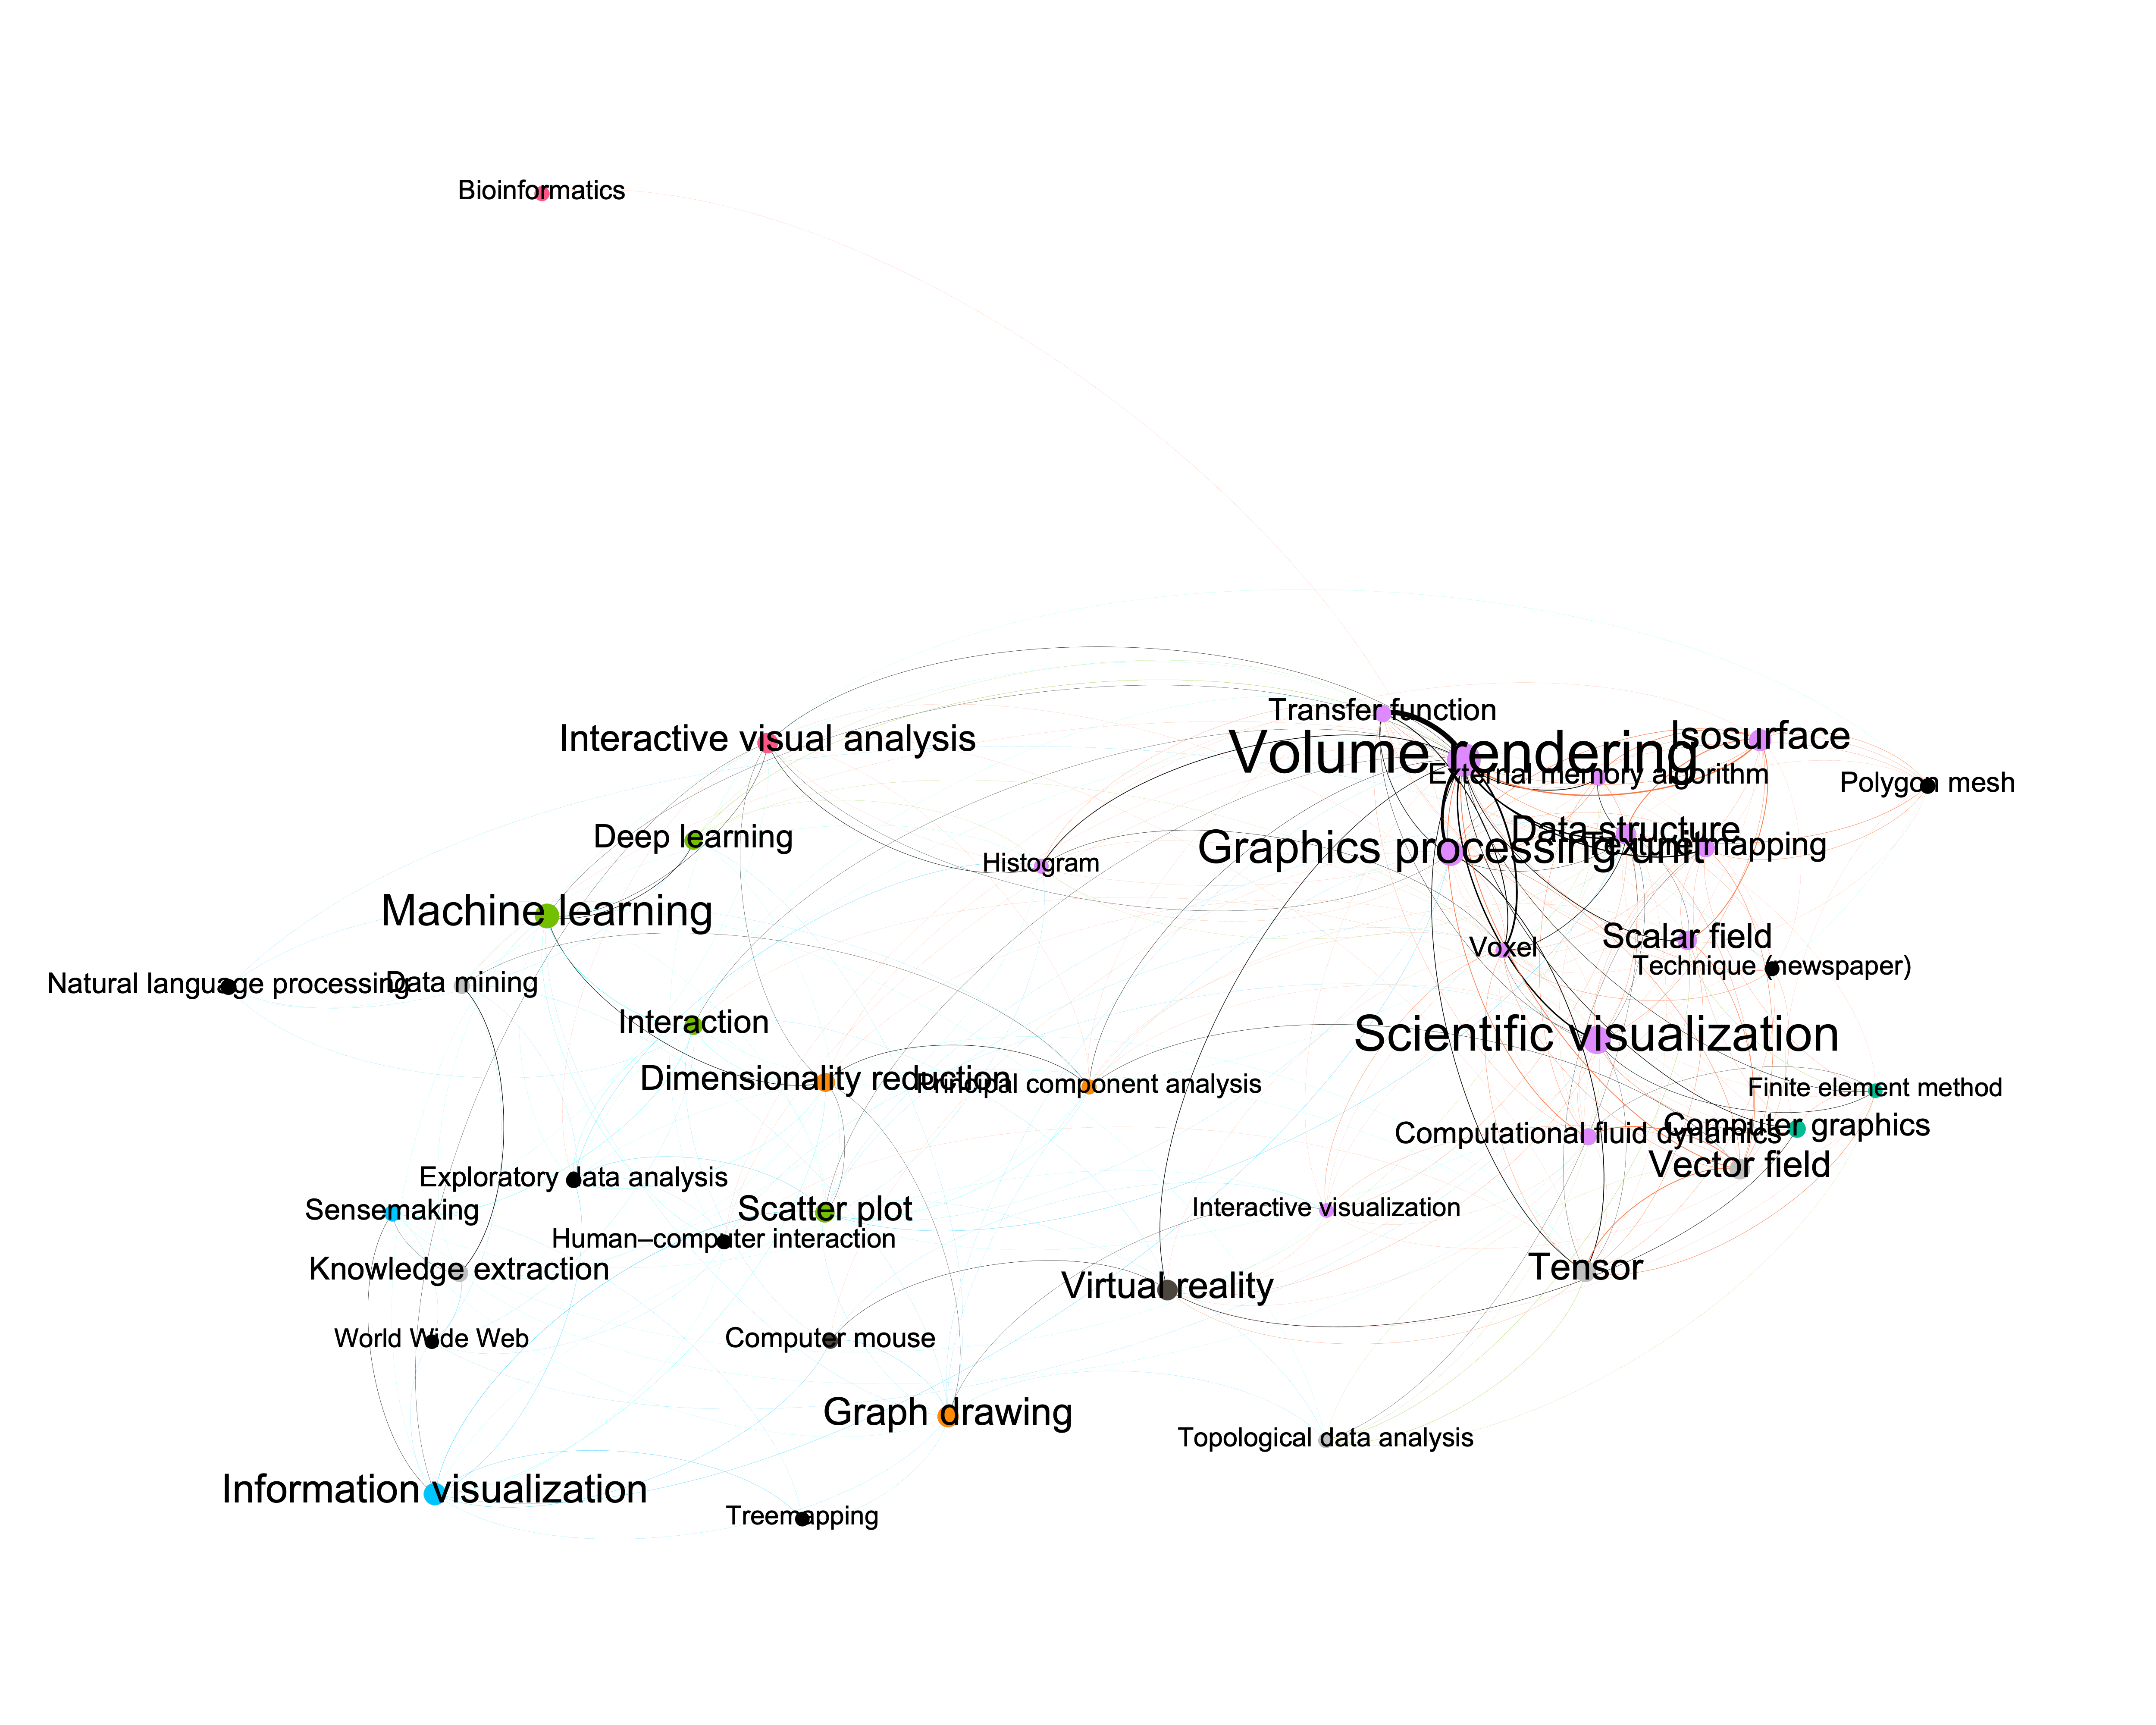 Bioinformatics
Transfer function
Interactive visual analysis
Isosurface
Volume rendering
External memory algorithm
Polygon mesh
Data structure
Deep learning
Texture mapping
Graphics processing unit
Histogram
Machine learning
Scalar field
Voxel
Technique (newspaper)
Natural language processing
Data mining
Interaction
Scientific visualization
Dimensionality reduction
Principal component analysis
Finite element method
Computer graphics
Computational fluid dynamics
Vector field
Exploratory data analysis
Interactive visualization
Sensemaking
Scatter plot
Human–computer interaction
Knowledge extraction
Tensor
Virtual reality
World Wide Web
Computer mouse
Graph drawing
Topological data analysis
Information visualization
Treemapping